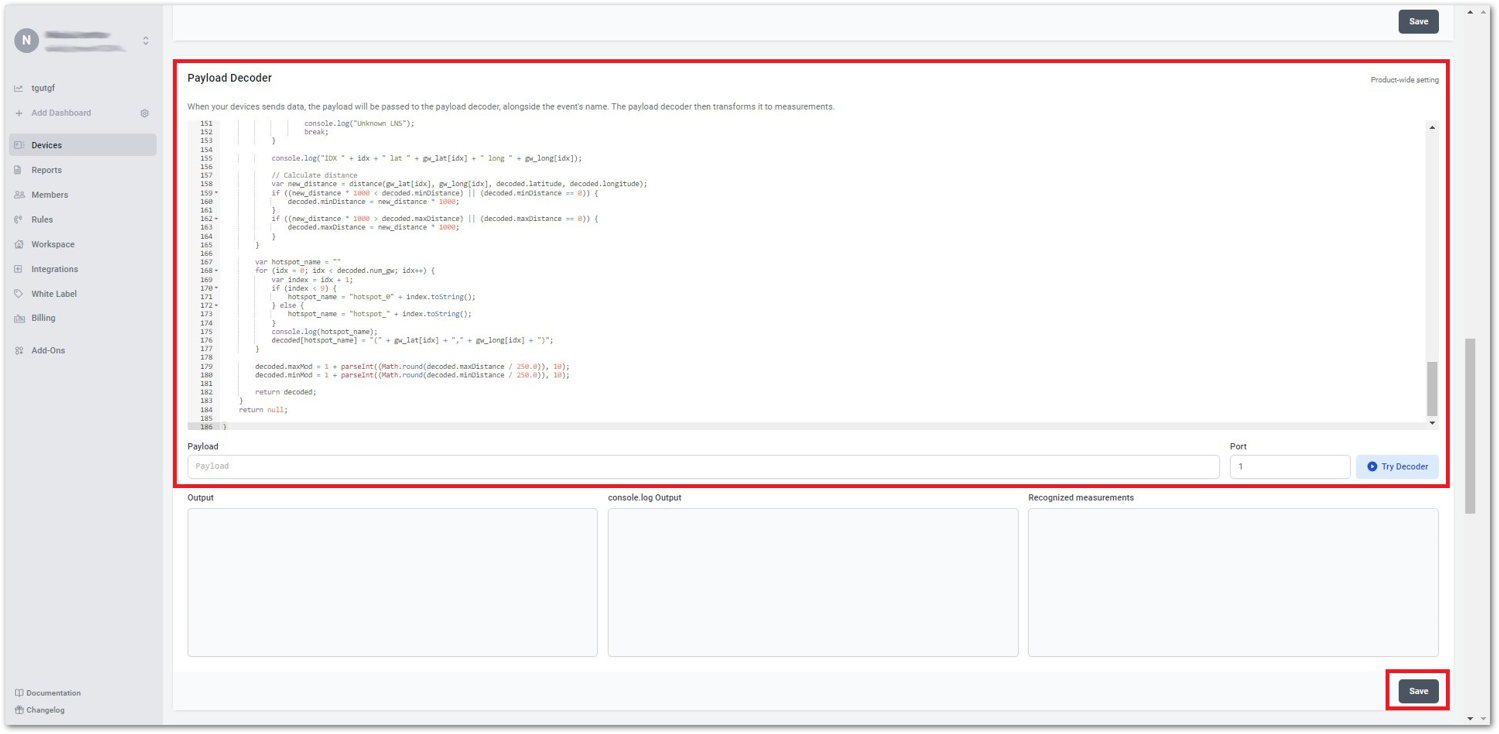 Save
N
tgutgf
Add Dashboard
Devices
Reports
Members
Rules
Workspace
Integrations
White Label
Billing
Add-Ons
Documentation
Changelog
Payload Decoder
Product-wide setting
When your devices sends data, the payload will be passed to the payload decoder, alongside the event's name. The payload decoder then transforms it to measurements.
151 console.log("Unknown LNS");
152 break;
153 }
154
155 console.log("IDX " + idx + " lat " + gw_lat[idx] + " long " + gw_long[idx]);
156
157 // Calculate distance
158 var new_distance = distance(gw_lat[idx], gw_long[idx], decoded.latitude, decoded.longitude);
159 if ((new_distance * 1000 < decoded.minDistance) || (decoded.minDistance == 0)) {
160 decoded.minDistance = new_distance * 1000;
161 }
162 if ((new_distance * 1000 > decoded.maxDistance) || (decoded.maxDistance == 0)) {
163 decoded.maxDistance = new_distance * 1000;
164 }
165 }
166
167 var hotspot_name = ""
168 for (idx = 0; idx < decoded.num_gw; idx++) {
169 var index = idx + 1;
170 if (index < 9) {
171 hotspot_name = "hotspot_0" + index.toString();
172 } else {
173 hotspot_name = "hotspot_" + index.toString();
174 }
175 console.log(hotspot_name);
176 decoded[hotspot_name] = "(" + gw_lat[idx] + "," + gw_long[idx] + ")";
177 }
178
179 decoded.maxMod = 1 + parseInt((Math.round(decoded.maxDistance / 250.0)), 10);
180 decoded.minMod = 1 + parseInt((Math.round(decoded.minDistance / 250.0)), 10);
181
182 return decoded;
183 }
184 return null;
185
186 }
Payload
Port
Payload
1
Try Decoder
Output
console.log Output
Recognized measurements
Save